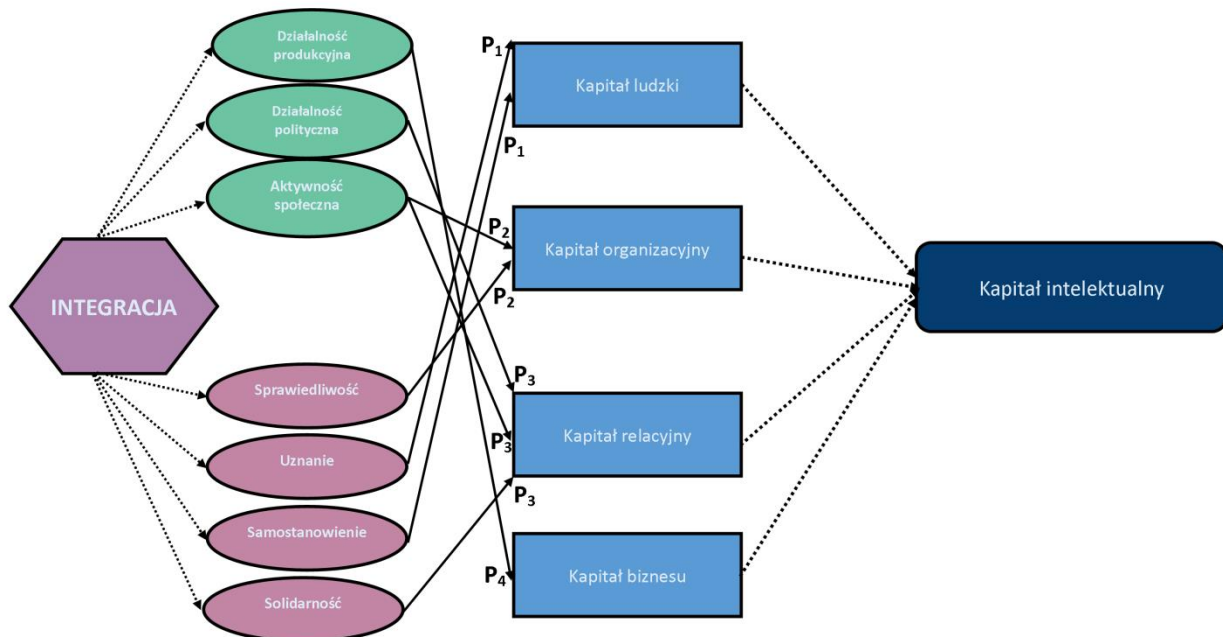 Działalność
produkcyjna
Działalność
polityczna
Aktywność
społeczna
INTEGRACJA
Sprawiedliwość
Uznanie
Samostanowienie
Solidarność
P₁
P₁
P₂
P₂
P₃
P₃
P₃
P₄
Kapitał ludzki
Kapitał organizacyjny
Kapitał relacyjny
Kapitał biznesu
Kapitał intelektualny